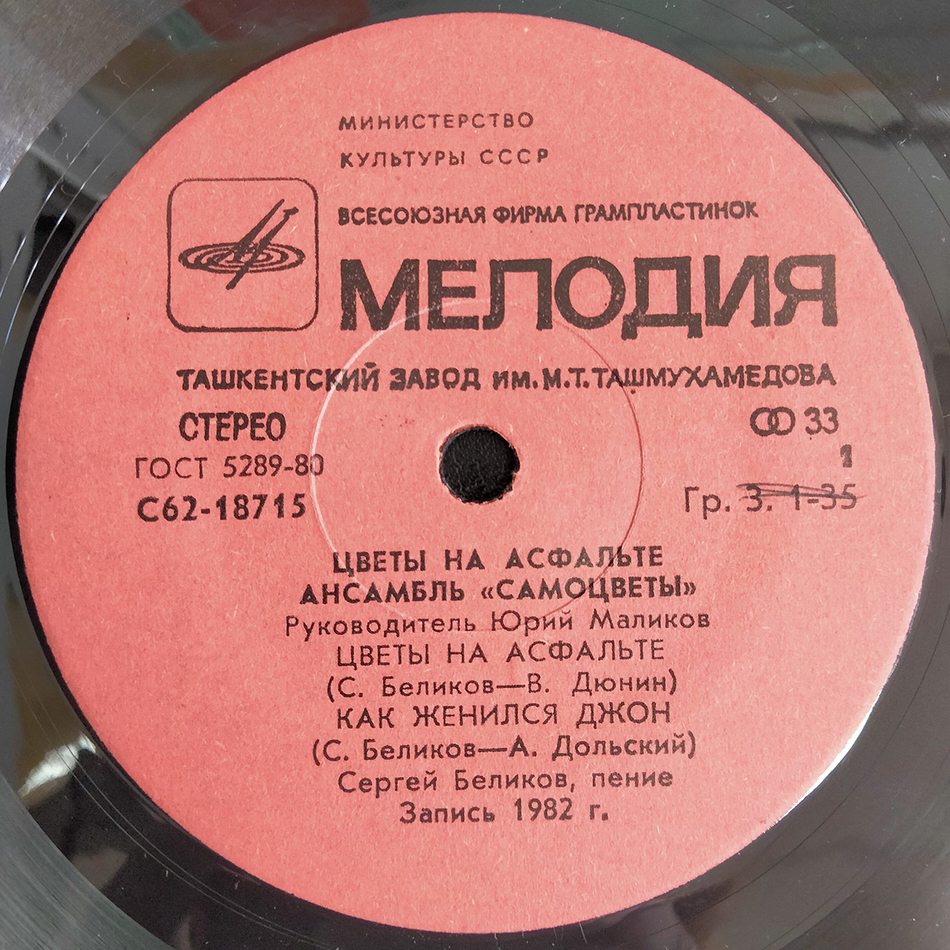 МИНИСТЕРСТВО
КУЛЬТУРЫ СССР
ВСЕСОЮЗНАЯ ФИРМА ГРАМПЛАСТИНОК
МЕЛОДИЯ
ТАШКЕНТСКИЙ ЗАВОД ИМ. М.Т. ТАШМУХАМЕДОВА
СТЕРЕО 33
ГОСТ 5289-80 1
С62-18715 Гр. 3. 1-35
ЦВЕТЫ НА АСФАЛЬТЕ
АНСАМБЛЬ «САМОЦВЕТЫ»
Руководитель Юрий Маликов
ЦВЕТЫ НА АСФАЛЬТЕ
(С. Беликов—В. Дюнин)
КАК ЖЕНИЛСЯ ДЖОН
(С. Беликов—А. Дольский)
Сергей Беликов, пение
Запись 1982 г.